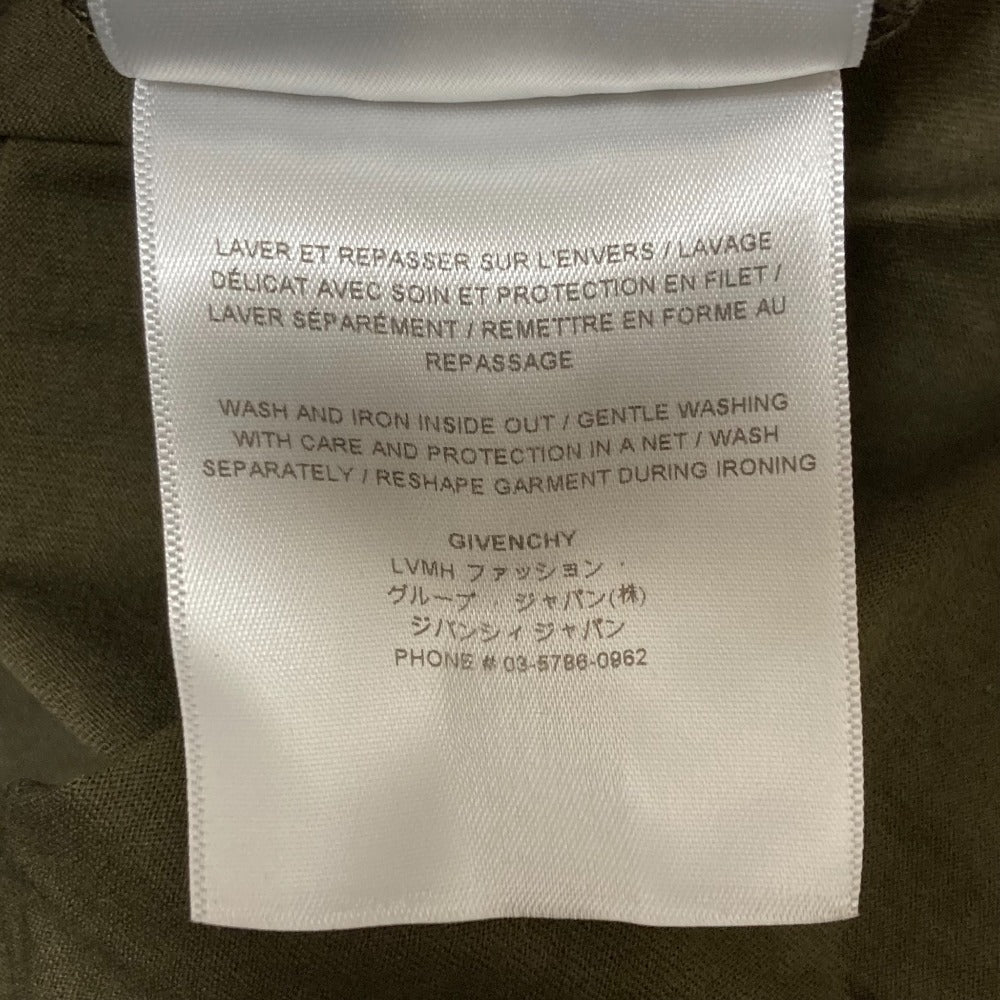 LAVER ET REPASSER SUR L'ENVERS / LAVAGE
DÉLICAT AVEC SOIN ET PROTECTION EN FILET /
LAVER SÉPARÉMENT / REMETTRE EN FORME AU
REPASSAGE
WASH AND IRON INSIDE OUT / GENTLE WASHING
WITH CARE AND PROTECTION IN A NET / WASH
SEPARATELY / RESHAPE GARMENT DURING IRONING
GIVENCHY
LVMH ファッション ・
グループ ・ ジャパン(株)
ジバンシィ ジャパン
PHONE # 03-5786-0962